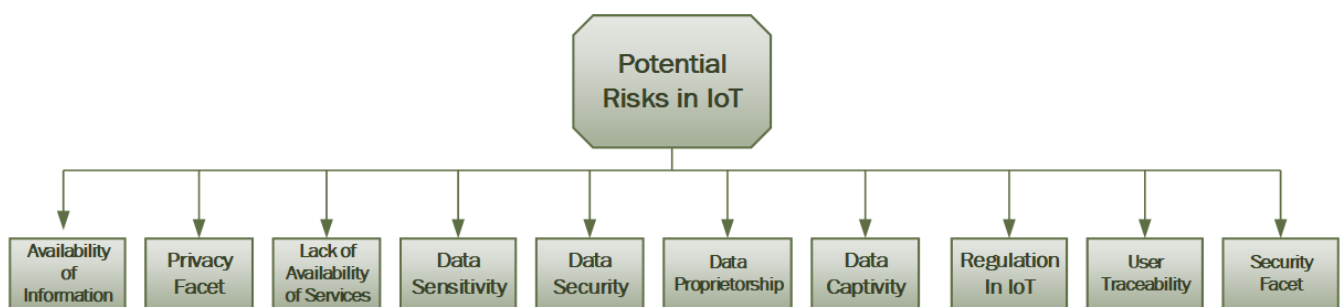 Potential
Risks in IoT
Availability
of
Information
Privacy
Facet
Lack of
Availability
of Services
Data
Sensitivity
Data
Security
Data
Proprietorship
Data
Captivity
Regulation
In IoT
User
Traceability
Security
Facet